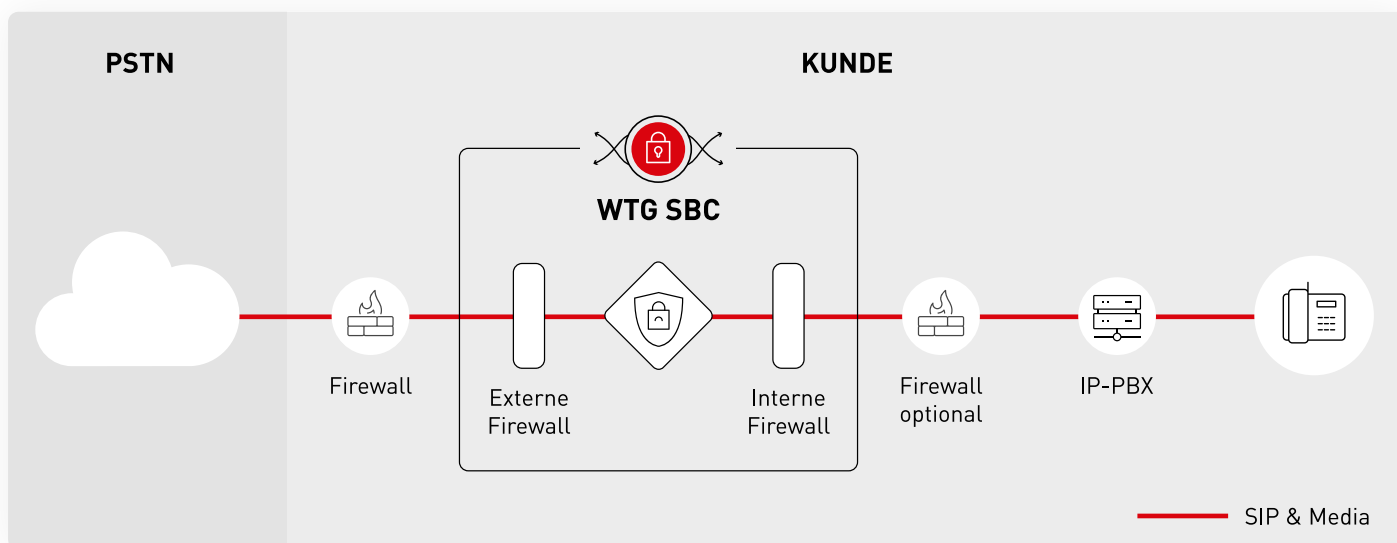 PSTN
KUNDE
WTG SBC
Firewall
Externe
Firewall
Interne
Firewall
Firewall
optional
IP-PBX
SIP & Media